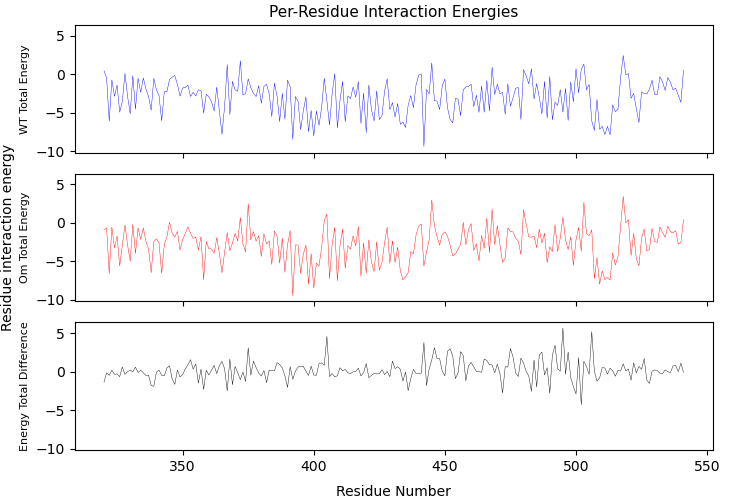 Per-Residue Interaction Energies
Residue interaction energy
WT Total Energy
5
0
−5
−10
Om Total Energy
5
0
−5
−10
Energy Total Difference
5
0
−5
−10
350 400 450 500 550
Residue Number